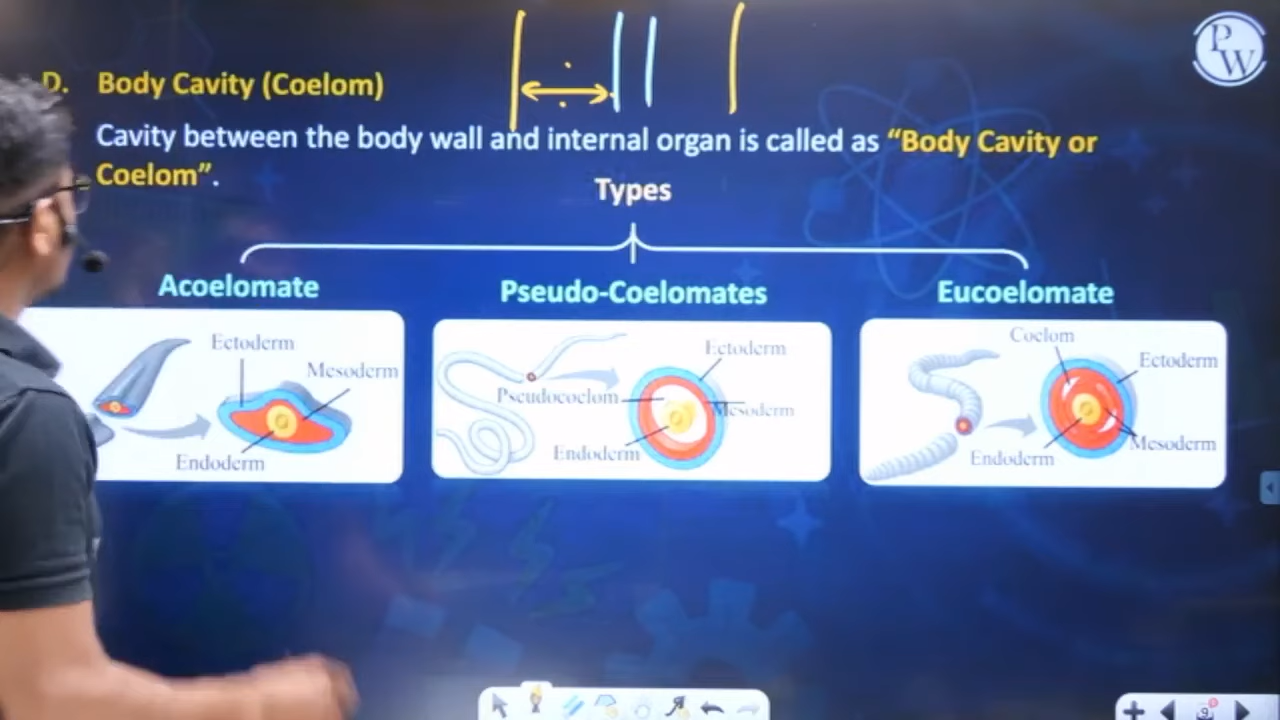 PW
D. Body Cavity (Coelom)
Cavity between the body wall and internal organ is called as “Body Cavity or
Coelom”.
Types
Acoelomate
Pseudo-Coelomates
Eucoelomate
Ectoderm
Mesoderm
Endoderm
Ectoderm
Pseudocoelom
Mesoderm
Endoderm
Coelom
Ectoderm
Mesoderm
Endoderm